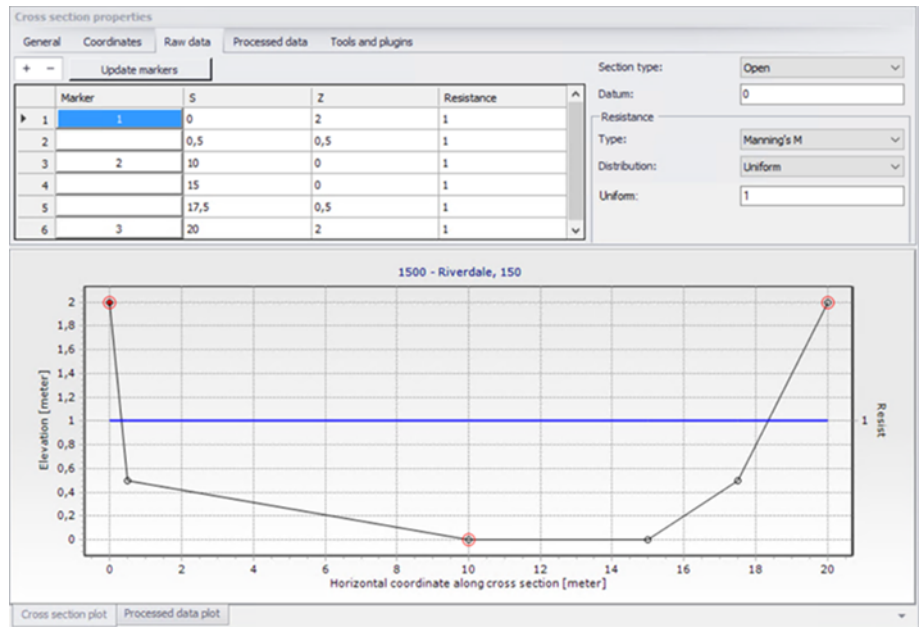 Cross section properties
General Coordinates Raw data Processed data Tools and plugins
+ - Update markers
Marker S Z Resistance
1 1 0 2 1
2 0,5 0,5 1
3 2 10 0 1
4 15 0 1
5 17,5 0,5 1
6 3 20 2 1
Section type: Open
Datum: 0
Resistance
Type: Manning's M
Distribution: Uniform
Uniform: 1
1500 - Riverdale, 150
Elevation [meter]
2
1,8
1,6
1,4
1,2
1
0,8
0,6
0,4
0,2
0
1
Resist
0 2 4 6 8 10 12 14 16 18 20
Horizontal coordinate along cross section [meter]
Cross section plot Processed data plot